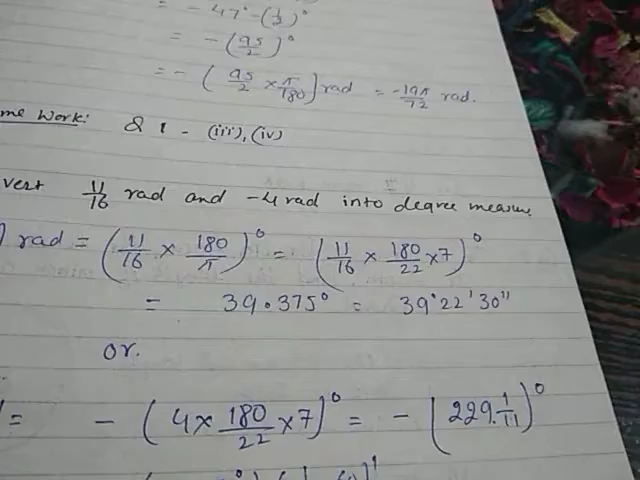 = - 47° - (1/2)°
= - (95/2)°
= - (95/2 × π/180) rad = -19π/72 rad.
me Work: Q 1 - (iii), (iv)
vert 11/16 rad and -4 rad into degree measure.
) rad = (11/16 × 180/π)° = (11/16 × 180/22 × 7)°
= 39.375° = 39°22'30"
or.
= - (4 × 180/22 × 7)° = - (229. 1/11)°